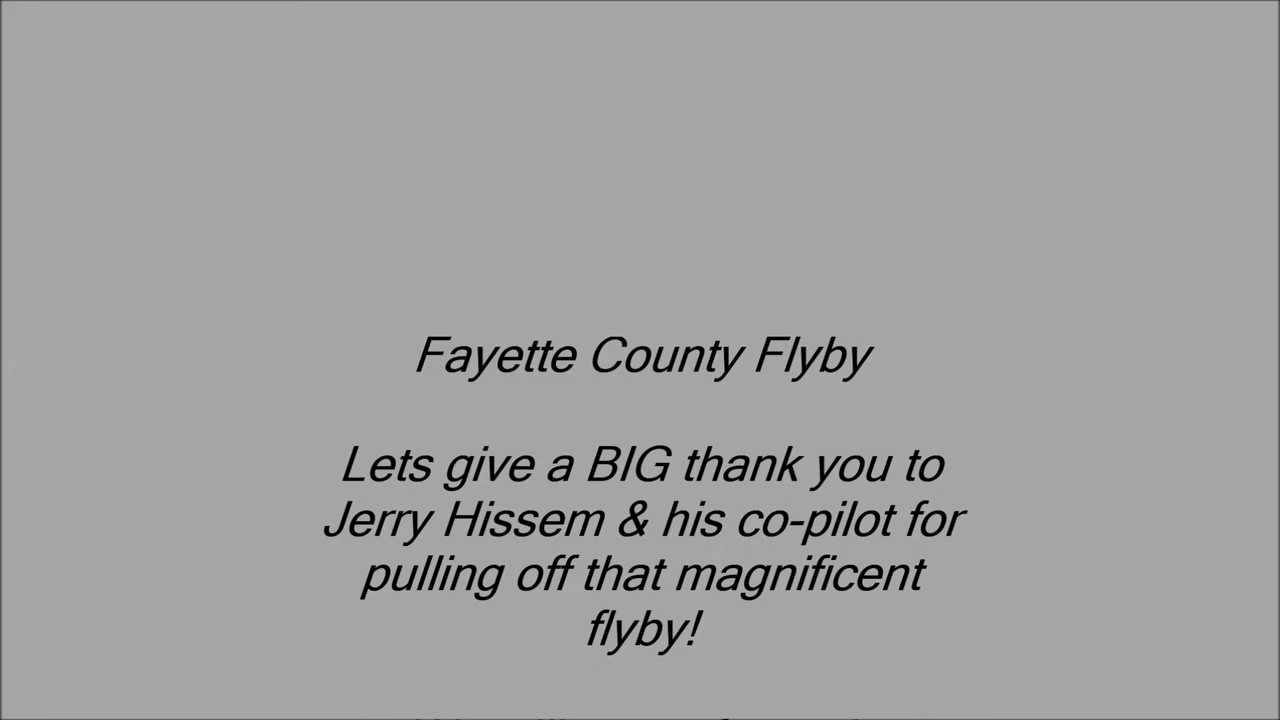 Fayette County Flyby
Lets give a BIG thank you to
Jerry Hissem & his co-pilot for
pulling off that magnificent
flyby!